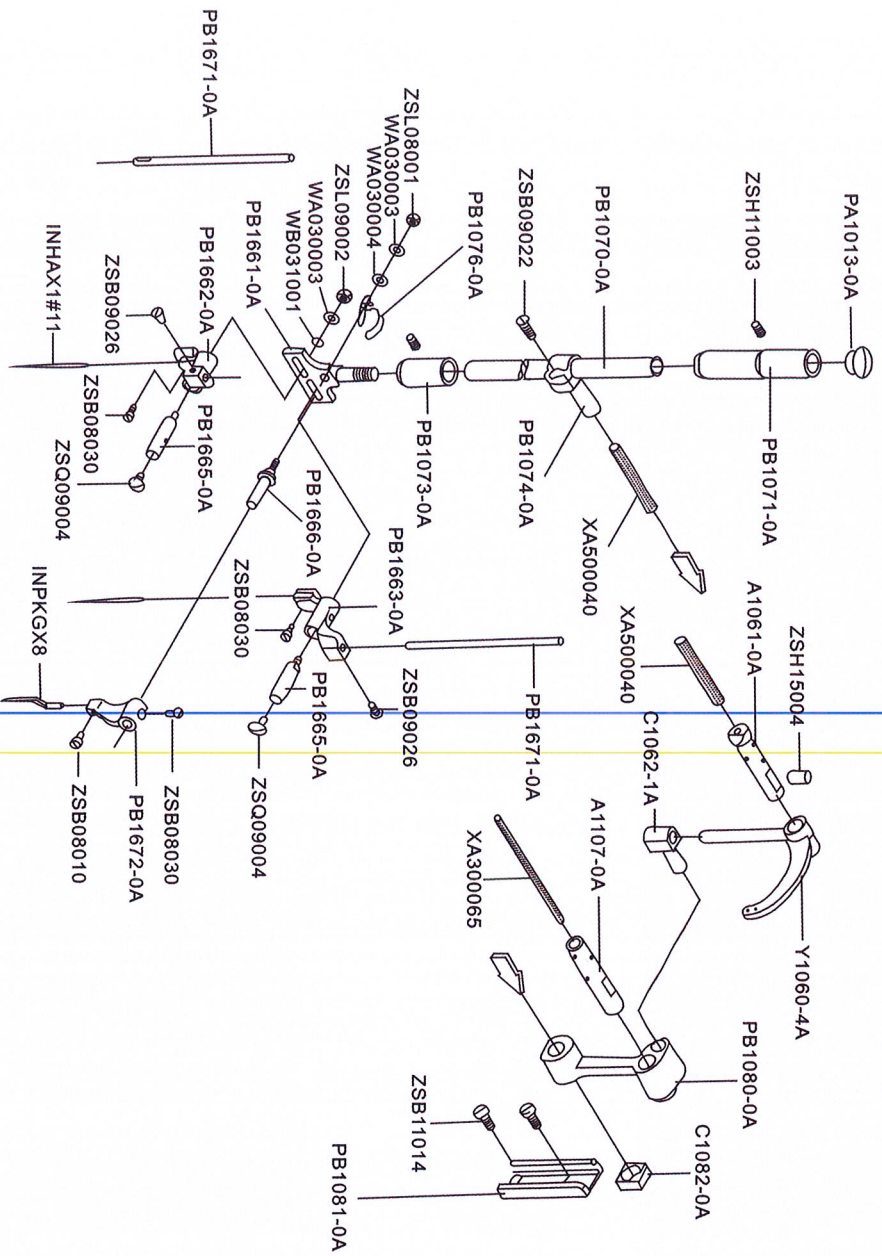 PA1013-0A
ZSH11003
PB1071-0A
PB1070-0A
ZSB09022
PB1074-0A
XA500040
PB1076-0A
ZSL08001
WA030003
WA030004
ZSL09002
WA030003
WB031001
PB1661-0A
PB1073-0A
PB1671-0A
PB1662-0A
ZSB09026
INHAX1#11
ZSB08030
PB1665-0A
ZSQ09004
PB1666-0A
PB1663-0A
ZSB08030
PB1671-0A
ZSB09026
PB1665-0A
ZSQ09004
INPKGX8
ZSB08030
PB1672-0A
ZSB08010
ZSH15004
A1061-0A
XA500040
C1062-1A
Y1060-4A
A1107-0A
XA300065
PB1080-0A
C1082-0A
ZSB11014
PB1081-0A